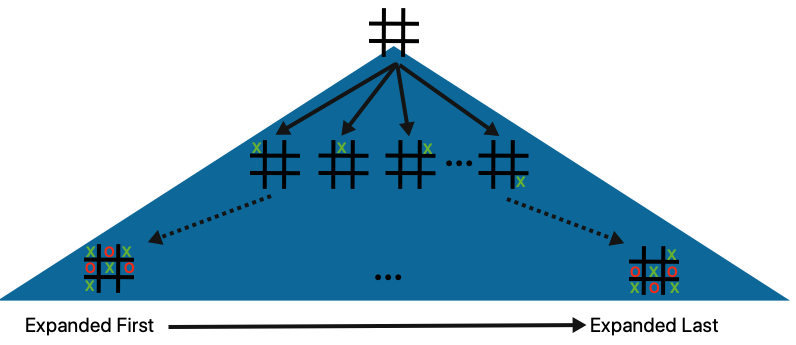 X X X ... X
X O X
O X O
X
...
X
O X O
X O X
Expanded First Expanded Last